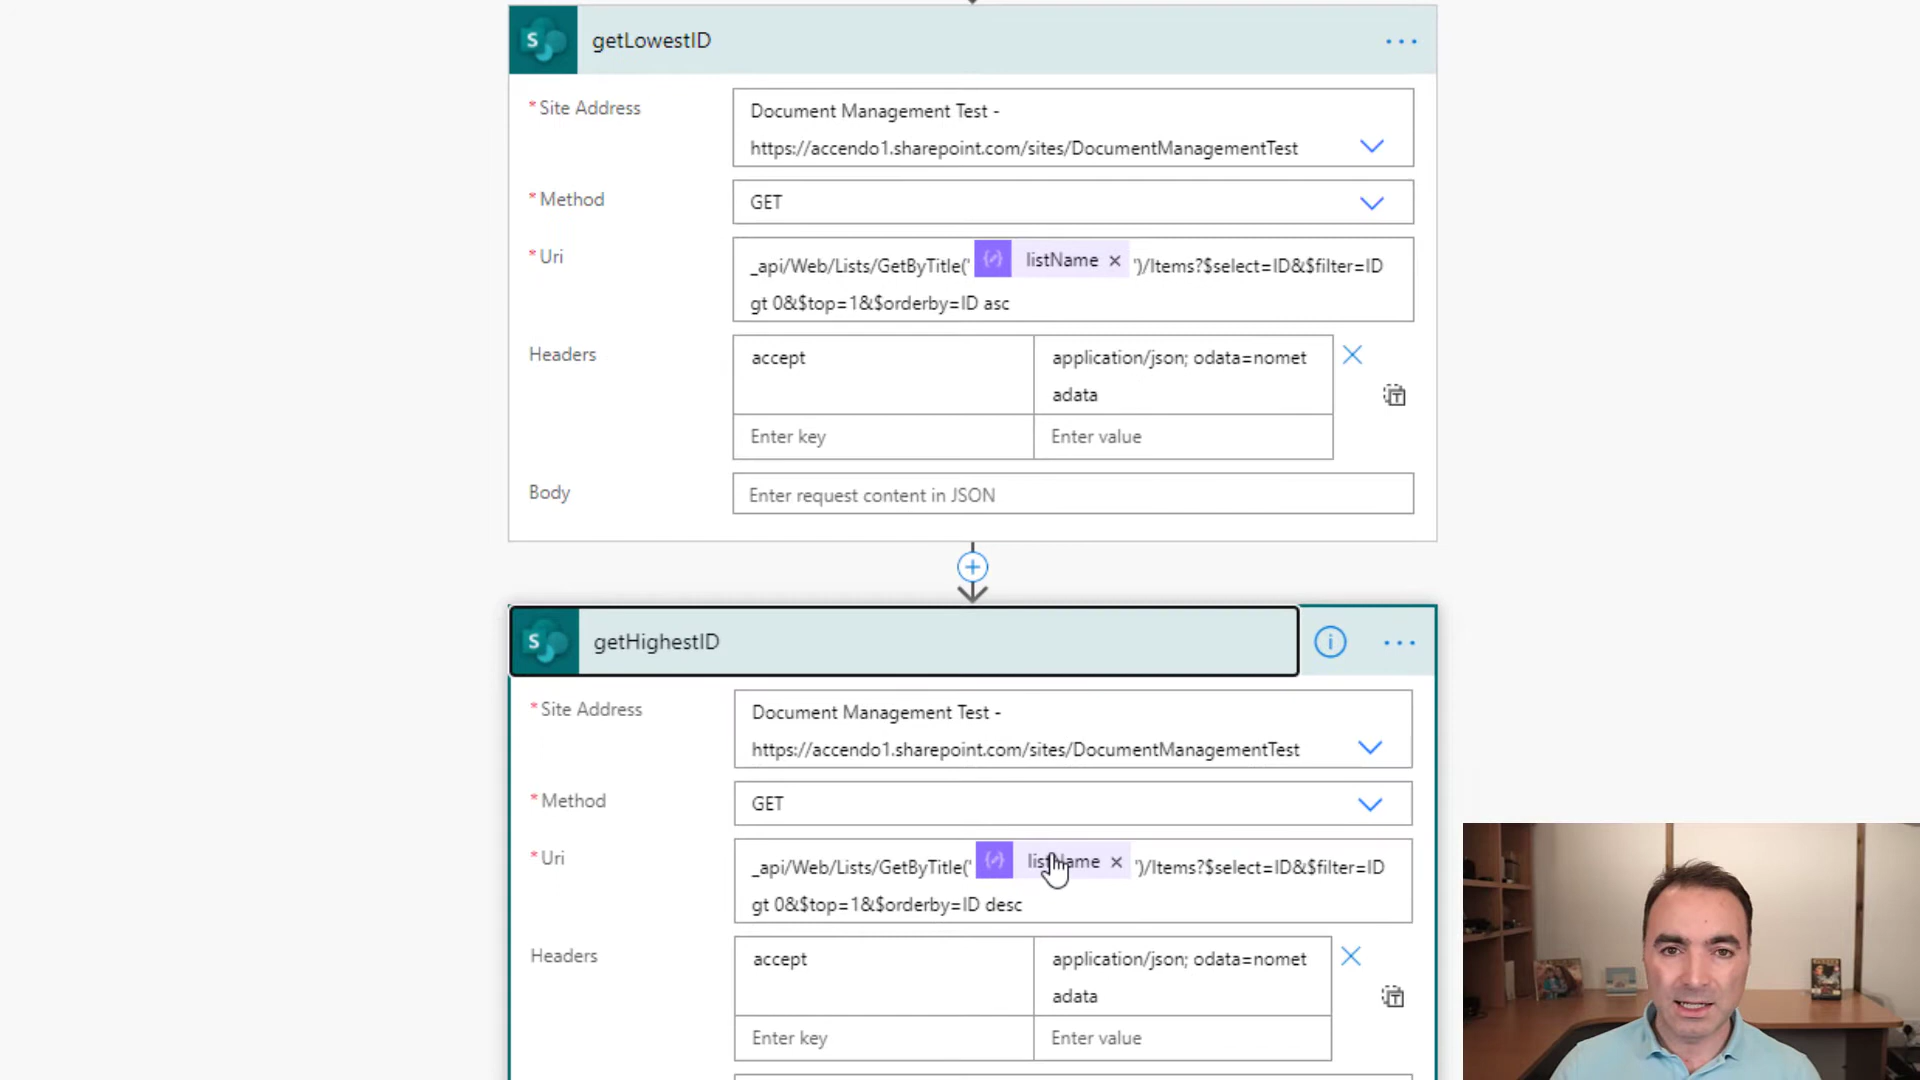 getLowestID
* Site Address
Document Management Test -
https://accendo1.sharepoint.com/sites/DocumentManagementTest
* Method
GET
* Uri
_api/Web/Lists/GetByTitle(' listName × ')/Items?$select=ID&$filter=ID
gt 0&$top=1&$orderby=ID asc
Headers
accept
application/json; odata=nomet
adata
Enter key
Enter value
Body
Enter request content in JSON
getHighestID
* Site Address
Document Management Test -
https://accendo1.sharepoint.com/sites/DocumentManagementTest
* Method
GET
* Uri
_api/Web/Lists/GetByTitle(' listName × ')/Items?$select=ID&$filter=ID
gt 0&$top=1&$orderby=ID desc
Headers
accept
application/json; odata=nomet
adata
Enter key
Enter value